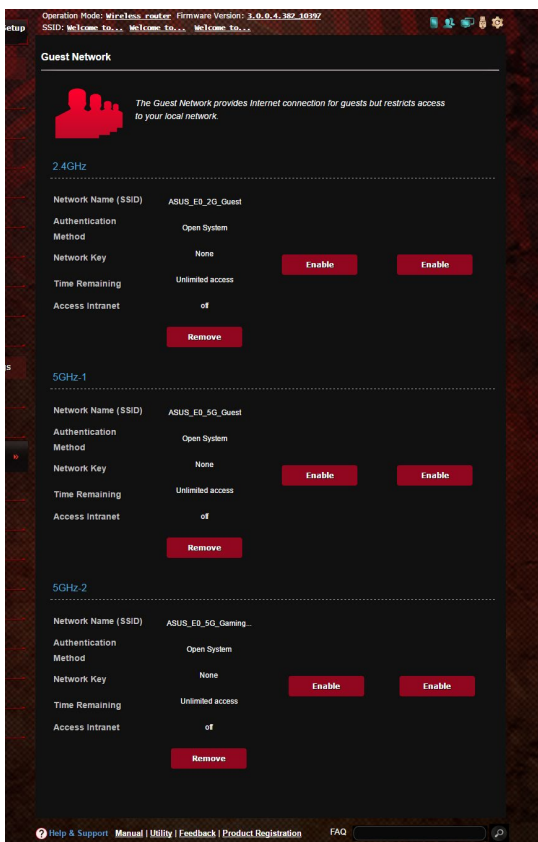 Operation Mode: Wireless router Firmware Version: 3.0.0.4.382_10397
Setup
SSID: Welcome to... Welcome to... Welcome to...
Guest Network
The Guest Network provides Internet connection for guests but restricts access
to your local network.
2.4GHz
Network Name (SSID) ASUS_E0_2G_Guest
Authentication
Method Open System
Network Key None
Enable Enable
Time Remaining Unlimited access
Access Intranet off
Remove
5GHz-1
Network Name (SSID) ASUS_E0_5G_Guest
Authentication
Method Open System
Network Key None
Enable Enable
Time Remaining Unlimited access
Access Intranet off
Remove
5GHz-2
Network Name (SSID) ASUS_E0_5G_Gaming...
Authentication
Method Open System
Network Key None
Enable Enable
Time Remaining Unlimited access
Access Intranet off
Remove
Help & Support Manual | Utility | Feedback | Product Registration FAQ